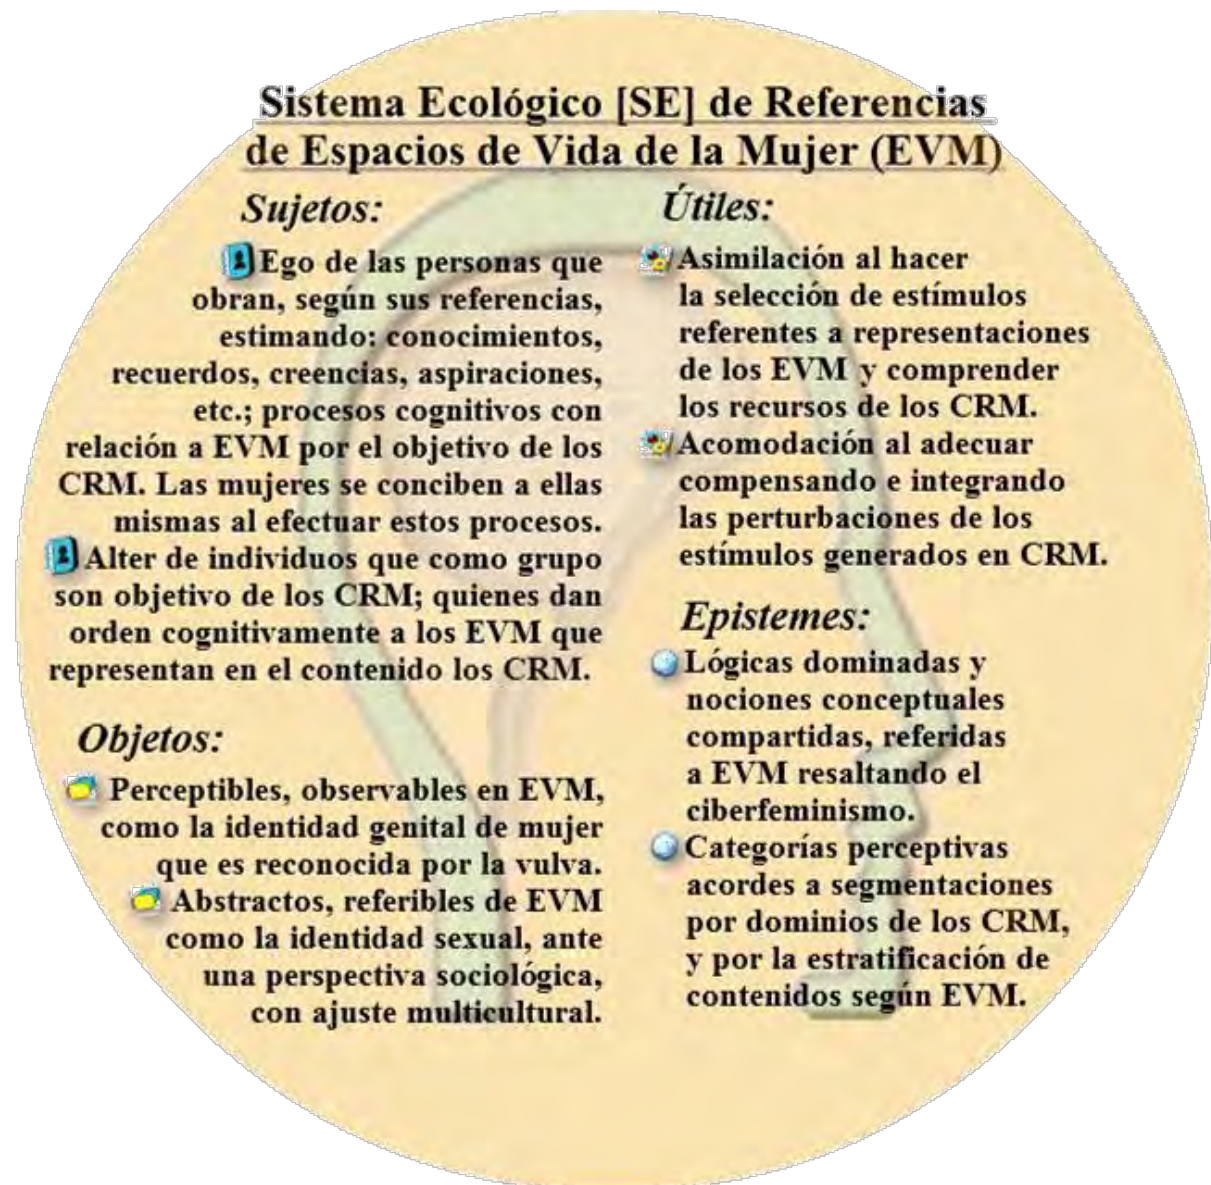 Sistema Ecológico [SE] de Referencias
de Espacios de Vida de la Mujer (EVM)
Sujetos:
Ego de las personas que
obran, según sus referencias,
estimando: conocimientos,
recuerdos, creencias, aspiraciones,
etc.; procesos cognitivos con
relación a EVM por el objetivo de los
CRM. Las mujeres se conciben a ellas
mismas al efectuar estos procesos.
Alter de individuos que como grupo
son objetivo de los CRM; quienes dan
orden cognitivamente a los EVM que
representan en el contenido los CRM.
Objetos:
Perceptibles, observables en EVM,
como la identidad genital de mujer
que es reconocida por la vulva.
Abstractos, referibles de EVM
como la identidad sexual, ante
una perspectiva sociológica,
con ajuste multicultural.
Útiles:
Asimilación al hacer
la selección de estímulos
referentes a representaciones
de los EVM y comprender
los recursos de los CRM.
Acomodación al adecuar
compensando e integrando
las perturbaciones de los
estímulos generados en CRM.
Epistemes:
Lógicas dominadas y
nociones conceptuales
compartidas, referidas
a EVM resaltando el
ciberfeminismo.
Categorías perceptivas
acordes a segmentaciones
por dominios de los CRM,
y por la estratificación de
contenidos según EVM.